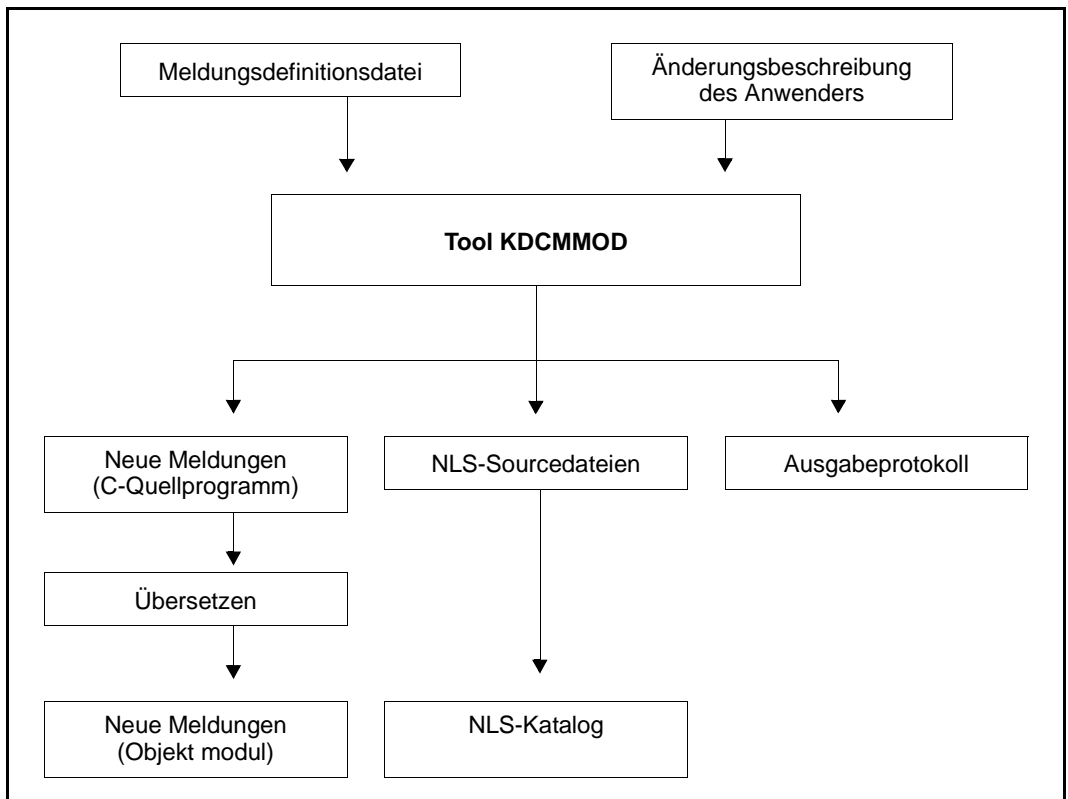 Meldungsdefinitionsdatei
Änderungsbeschreibung
des Anwenders
Tool KDCMMOD
Neue Meldungen
(C-Quellprogramm)
NLS-Sourcedateien
Ausgabeprotokoll
Übersetzen
Neue Meldungen
(Objekt modul)
NLS-Katalog